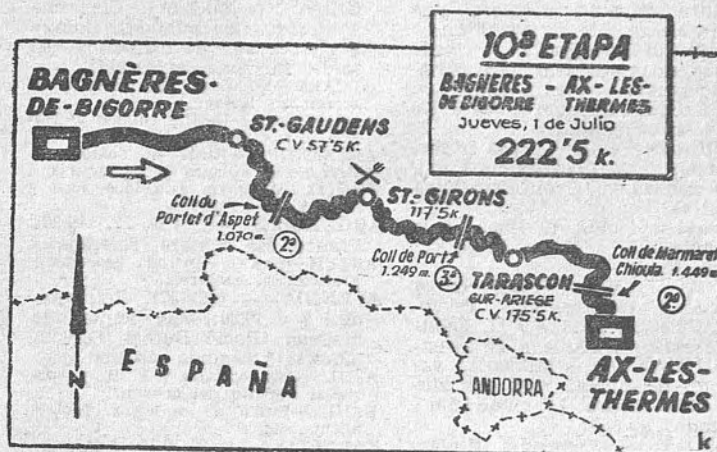 10ª ETAPA
BAGNERES - AX-LES-
DE BIGORRE THERMES
Jueves, 1 de Julio
222'5 k.
BAGNÈRES-
DE-BIGORRE
ST.-GAUDENS
C V 57'5 K.
Coll du
Portet d'Aspet
1.070 m.
2ª
ST.-GIRONS
117'5 k
Coll de Portz
1.249 m.
3ª
TARASCON
SUR-ARIEGE
C.V. 175'5 K.
Coll de Marmaret
Chioula 1.449 m
2ª
AX-LES-
THERMES
N
ESPAÑA
ANDORRA
k